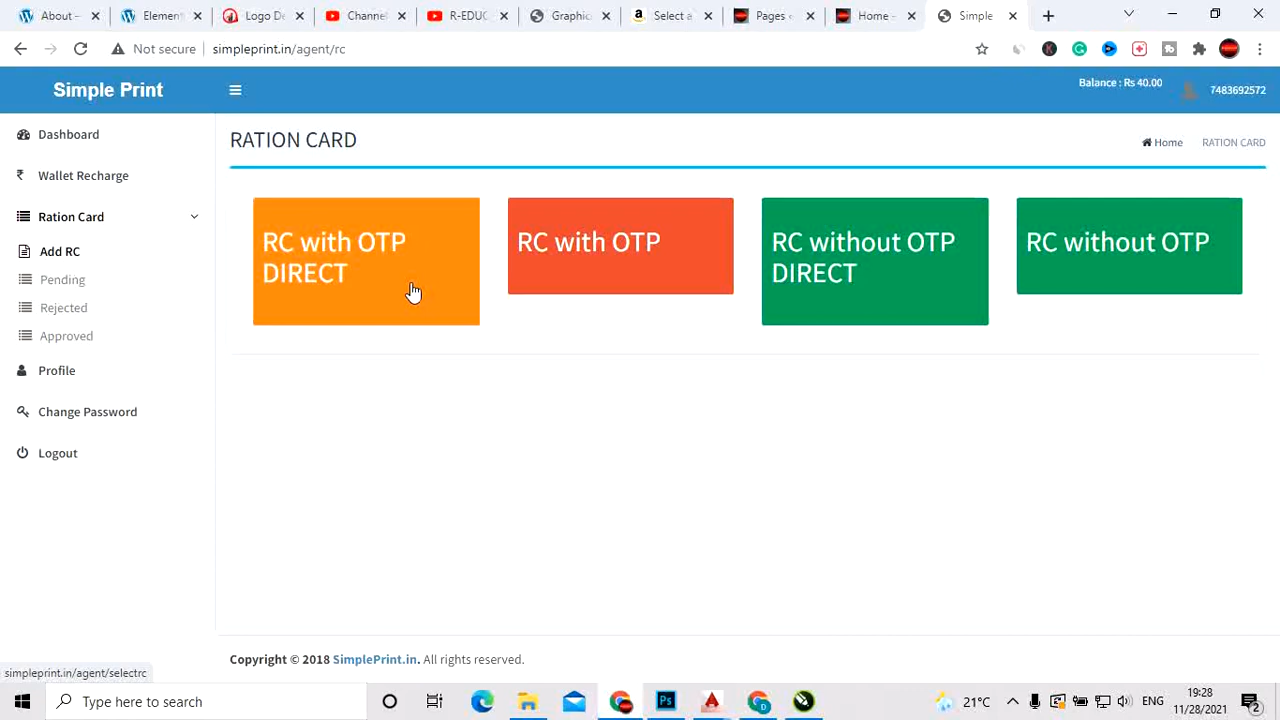 About -
Element
Logo De
Channel
R-EDUC
Graphic
Select a
Pages -
Home -
Simple
Not secure
simpleprint.in/agent/rc
Simple Print
Balance : Rs 40.00
7483692572
Dashboard
Wallet Recharge
Ration Card
Add RC
Pending
Rejected
Approved
Profile
Change Password
Logout
RATION CARD
Home
RATION CARD
RC with OTP
DIRECT
RC with OTP
RC without OTP
DIRECT
RC without OTP
Copyright © 2018 SimplePrint.in. All rights reserved.
simpleprint.in/agent/selectrc
Type here to search
21°C
ENG
19:28
11/28/2021
2